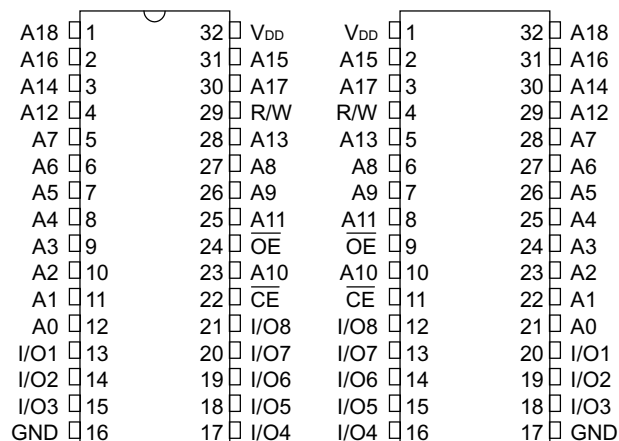 A18 1 32 VDD VDD 1 32 A18
A16 2 31 A15 A15 2 31 A16
A14 3 30 A17 A17 3 30 A14
A12 4 29 R/W R/W 4 29 A12
A7 5 28 A13 A13 5 28 A7
A6 6 27 A8 A8 6 27 A6
A5 7 26 A9 A9 7 26 A5
A4 8 25 A11 A11 8 25 A4
A3 9 24 O̅E̅ O̅E̅ 9 24 A3
A2 10 23 A10 A10 10 23 A2
A1 11 22 C̅E̅ C̅E̅ 11 22 A1
A0 12 21 I/O8 I/O8 12 21 A0
I/O1 13 20 I/O7 I/O7 13 20 I/O1
I/O2 14 19 I/O6 I/O6 14 19 I/O2
I/O3 15 18 I/O5 I/O5 15 18 I/O3
GND 16 17 I/O4 I/O4 16 17 GND